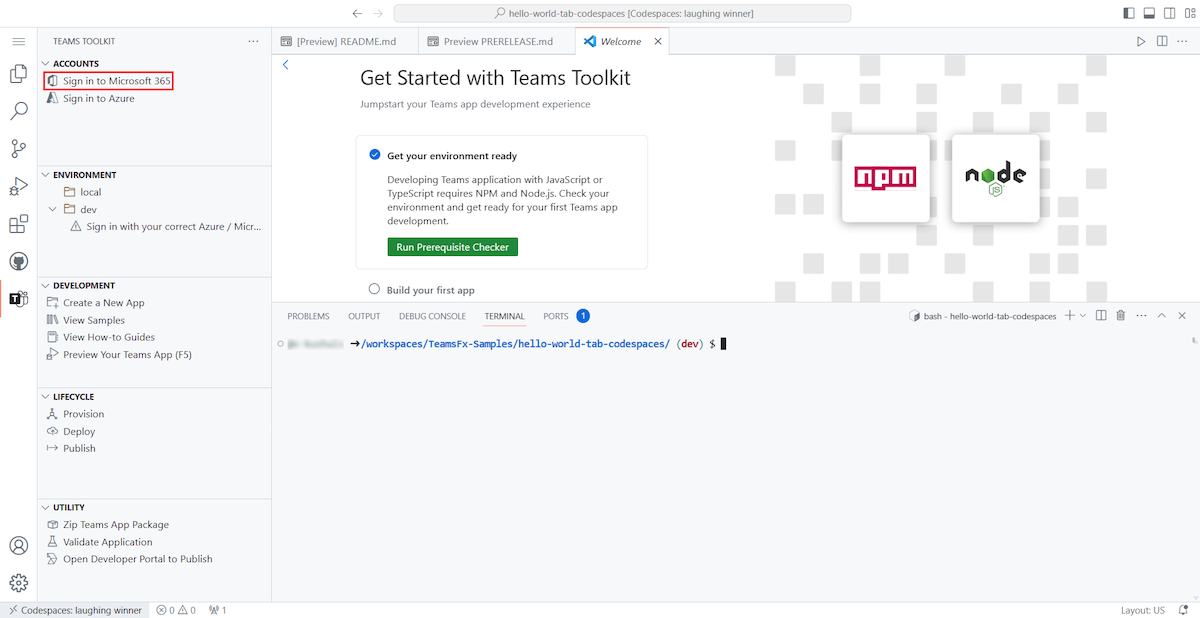 hello-world-tab-codespaces [Codespaces: laughing winner]
TEAMS TOOLKIT
ACCOUNTS
Sign in to Microsoft 365
Sign in to Azure
ENVIRONMENT
local
dev
Sign in with your correct Azure / Micr...
DEVELOPMENT
Create a New App
View Samples
View How-to Guides
Preview Your Teams App (F5)
LIFECYCLE
Provision
Deploy
Publish
UTILITY
Zip Teams App Package
Validate Application
Open Developer Portal to Publish
[Preview] README.md
Preview PRERELEASE.md
Welcome
Get Started with Teams Toolkit
Jumpstart your Teams app development experience
Get your environment ready
Developing Teams application with JavaScript or
TypeScript requires NPM and Node.js. Check your
environment and get ready for your first Teams app
development.
Run Prerequisite Checker
Build your first app
npm
node
JS
PROBLEMS OUTPUT DEBUG CONSOLE TERMINAL PORTS 1
bash - hello-world-tab-codespaces
/workspaces/TeamsFx-Samples/hello-world-tab-codespaces/ (dev) $
Codespaces: laughing winner 0 0 1
Layout: US